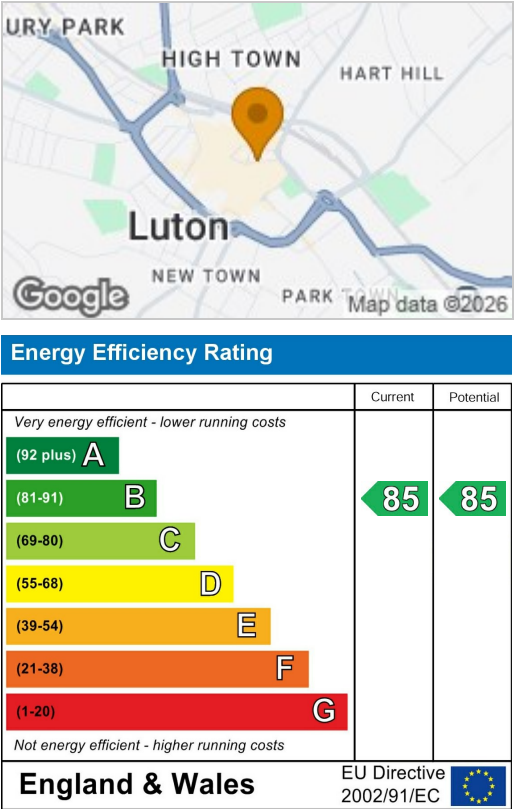 URY PARK
HIGH TOWN
HART HILL
Luton
NEW TOWN
PARK TOWN
Google
Map data ©2026
Energy Efficiency Rating
Current Potential
Very energy efficient - lower running costs
(92 plus) A
(81-91) B 85 85
(69-80) C
(55-68) D
(39-54) E
(21-38) F
(1-20) G
Not energy efficient - higher running costs
England & Wales
EU Directive
2002/91/EC